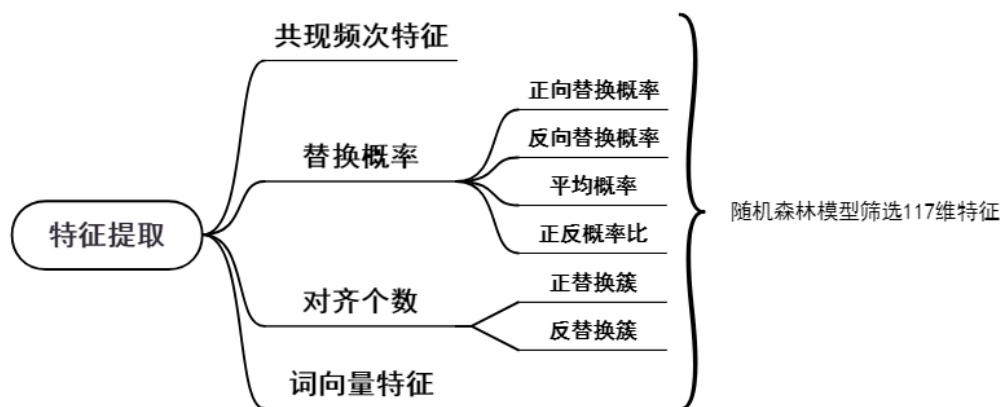 共现频次特征
正向替换概率
反向替换概率
替换概率
平均概率
正反概率比
特征提取
随机森林模型筛选117维特征
对齐个数
正替换簇
反替换簇
词向量特征